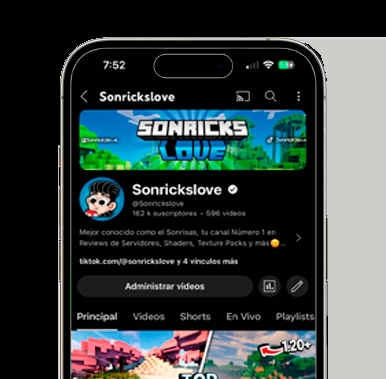 7:52
Sonrickslove
SONRICKS
LOVE
Sonrickslove
@Sonrickslove
162 k suscriptores • 596 videos
Mejor conocido como el Sonrisas, tu canal Número 1 en
Reviews de Servidores, Shaders, Texture Packs y más😀...
tiktok.com/@sonrickslove y 4 vínculos más
Administrar videos
Principal Videos Shorts En Vivo Playlists
1.20+
TOP